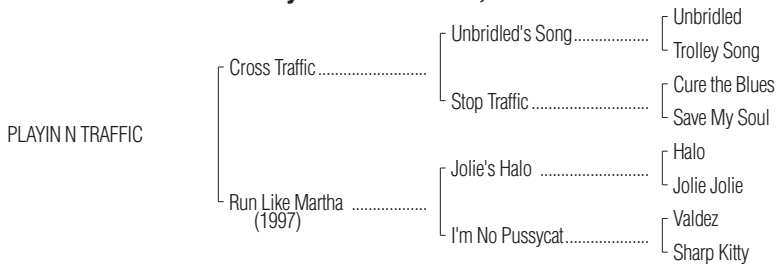 Unbridled
Unbridled's Song.................
Trolley Song
Cross Traffic..........................
Cure the Blues
Stop Traffic............................
Save My Soul
PLAYIN N TRAFFIC
Halo
Jolie's Halo ..........................
Jolie Jolie
Run Like Martha ..................
(1997)
Valdez
I'm No Pussycat....................
Sharp Kitty